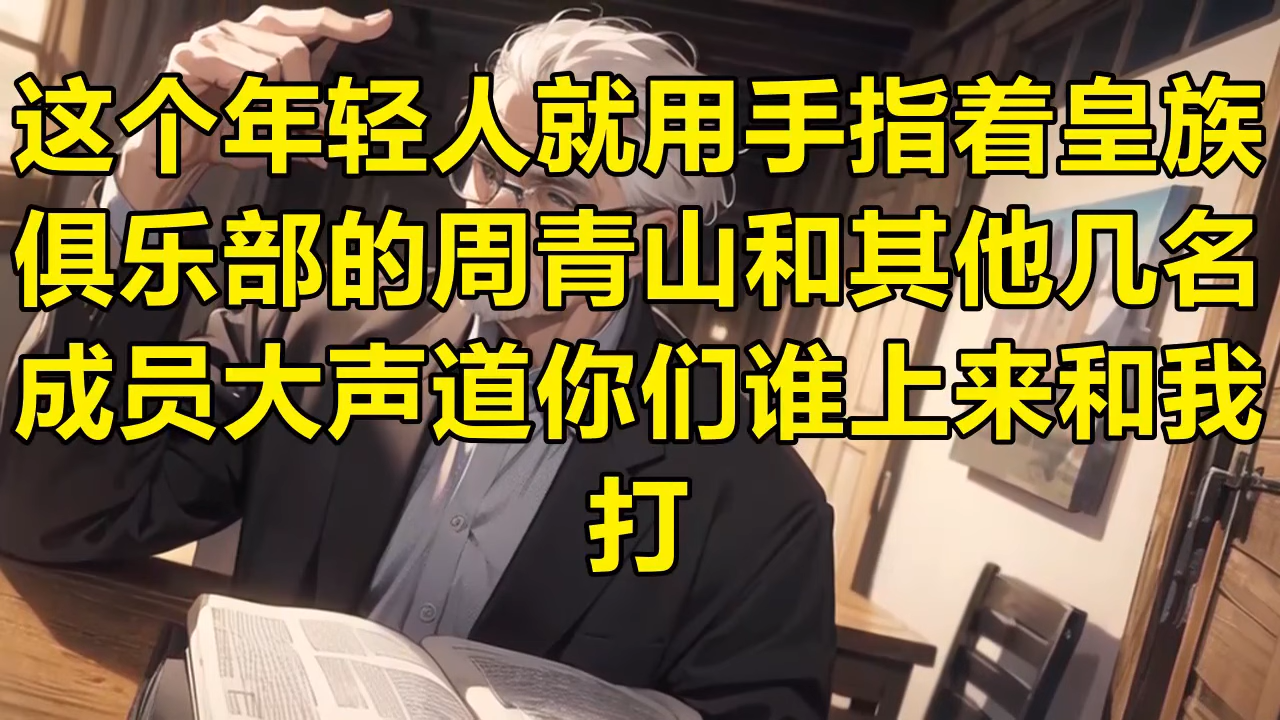 这个年轻人就用手指着皇族
俱乐部的周青山和其他几名
成员大声道你们谁上来和我
打